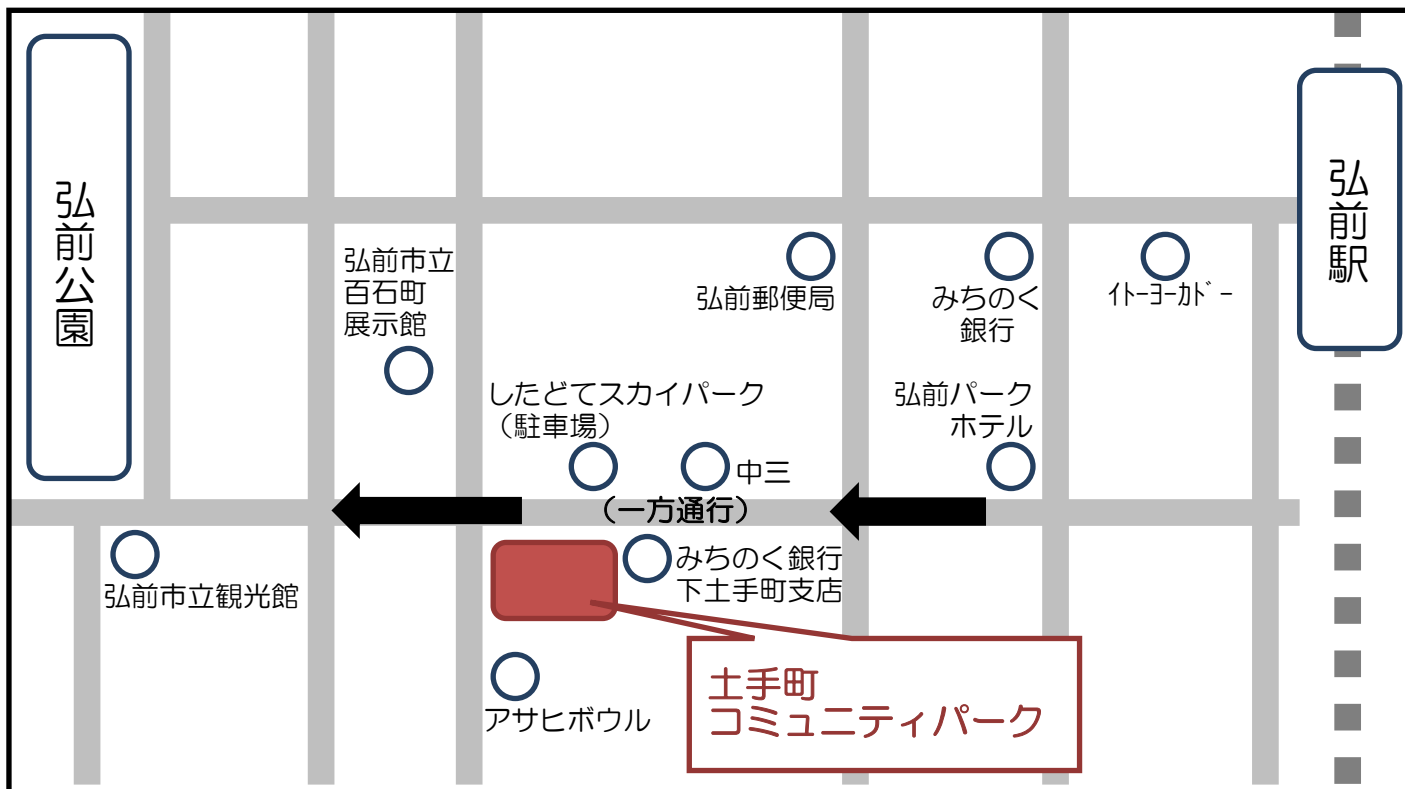 弘前公園
弘前駅
弘前市立
百石町
展示館
弘前郵便局
みちのく
銀行
ｲﾄｰﾖｰｶﾄﾞｰ
したどてスカイパーク
（駐車場）
中三
弘前パーク
ホテル
（一方通行）
弘前市立観光館
みちのく銀行
下土手町支店
アサヒボウル
土手町
コミュニティパーク